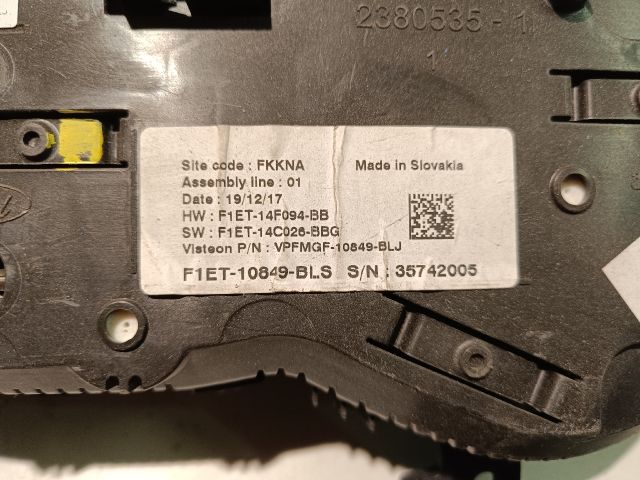 2380535-1
1
Site code : FKKNA Made in Slovakia
Assembly line : 01
Date : 19/12/17
HW : F1ET-14F094-BB
SW : F1ET-14C026-BBG
Visteon P/N : VPFMGF-10849-BLJ
F1ET-10849-BLS S/N : 35742005